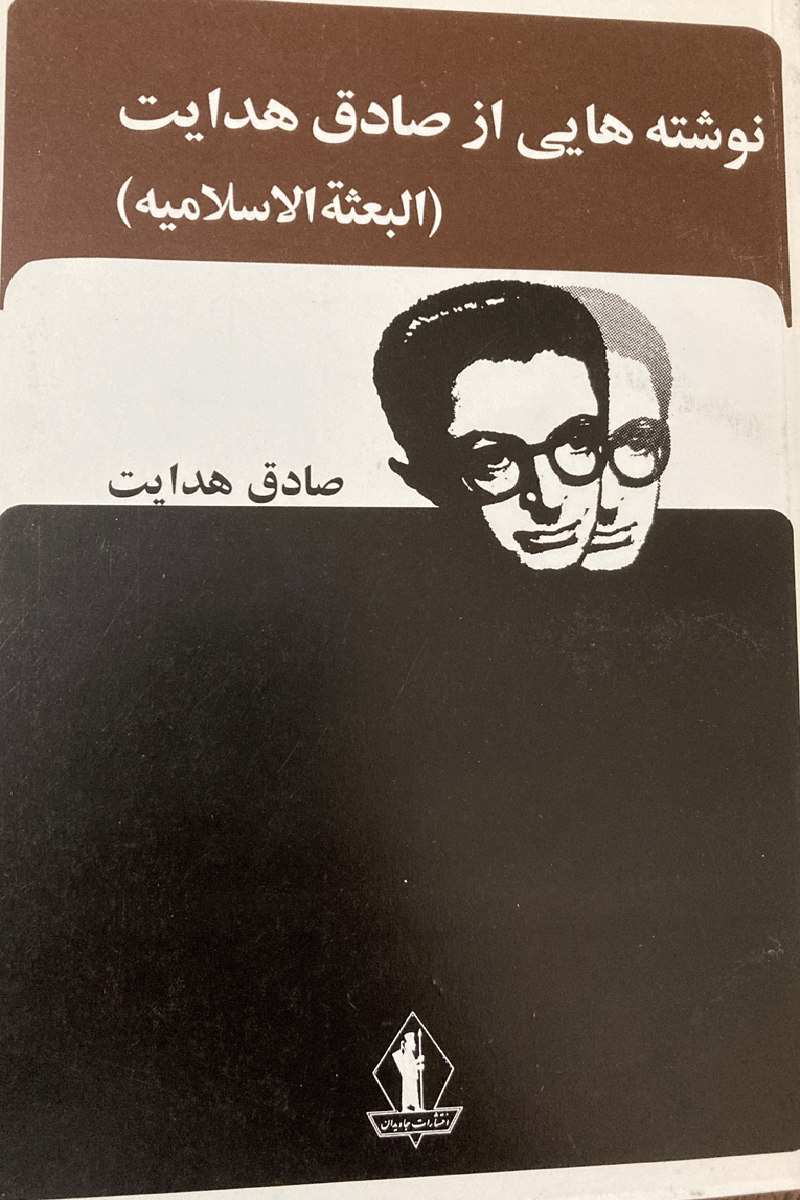 نوشته هایی از صادق هدایت
(البعثة الاسلامیه)
صادق هدایت
انتشارات جاویدان